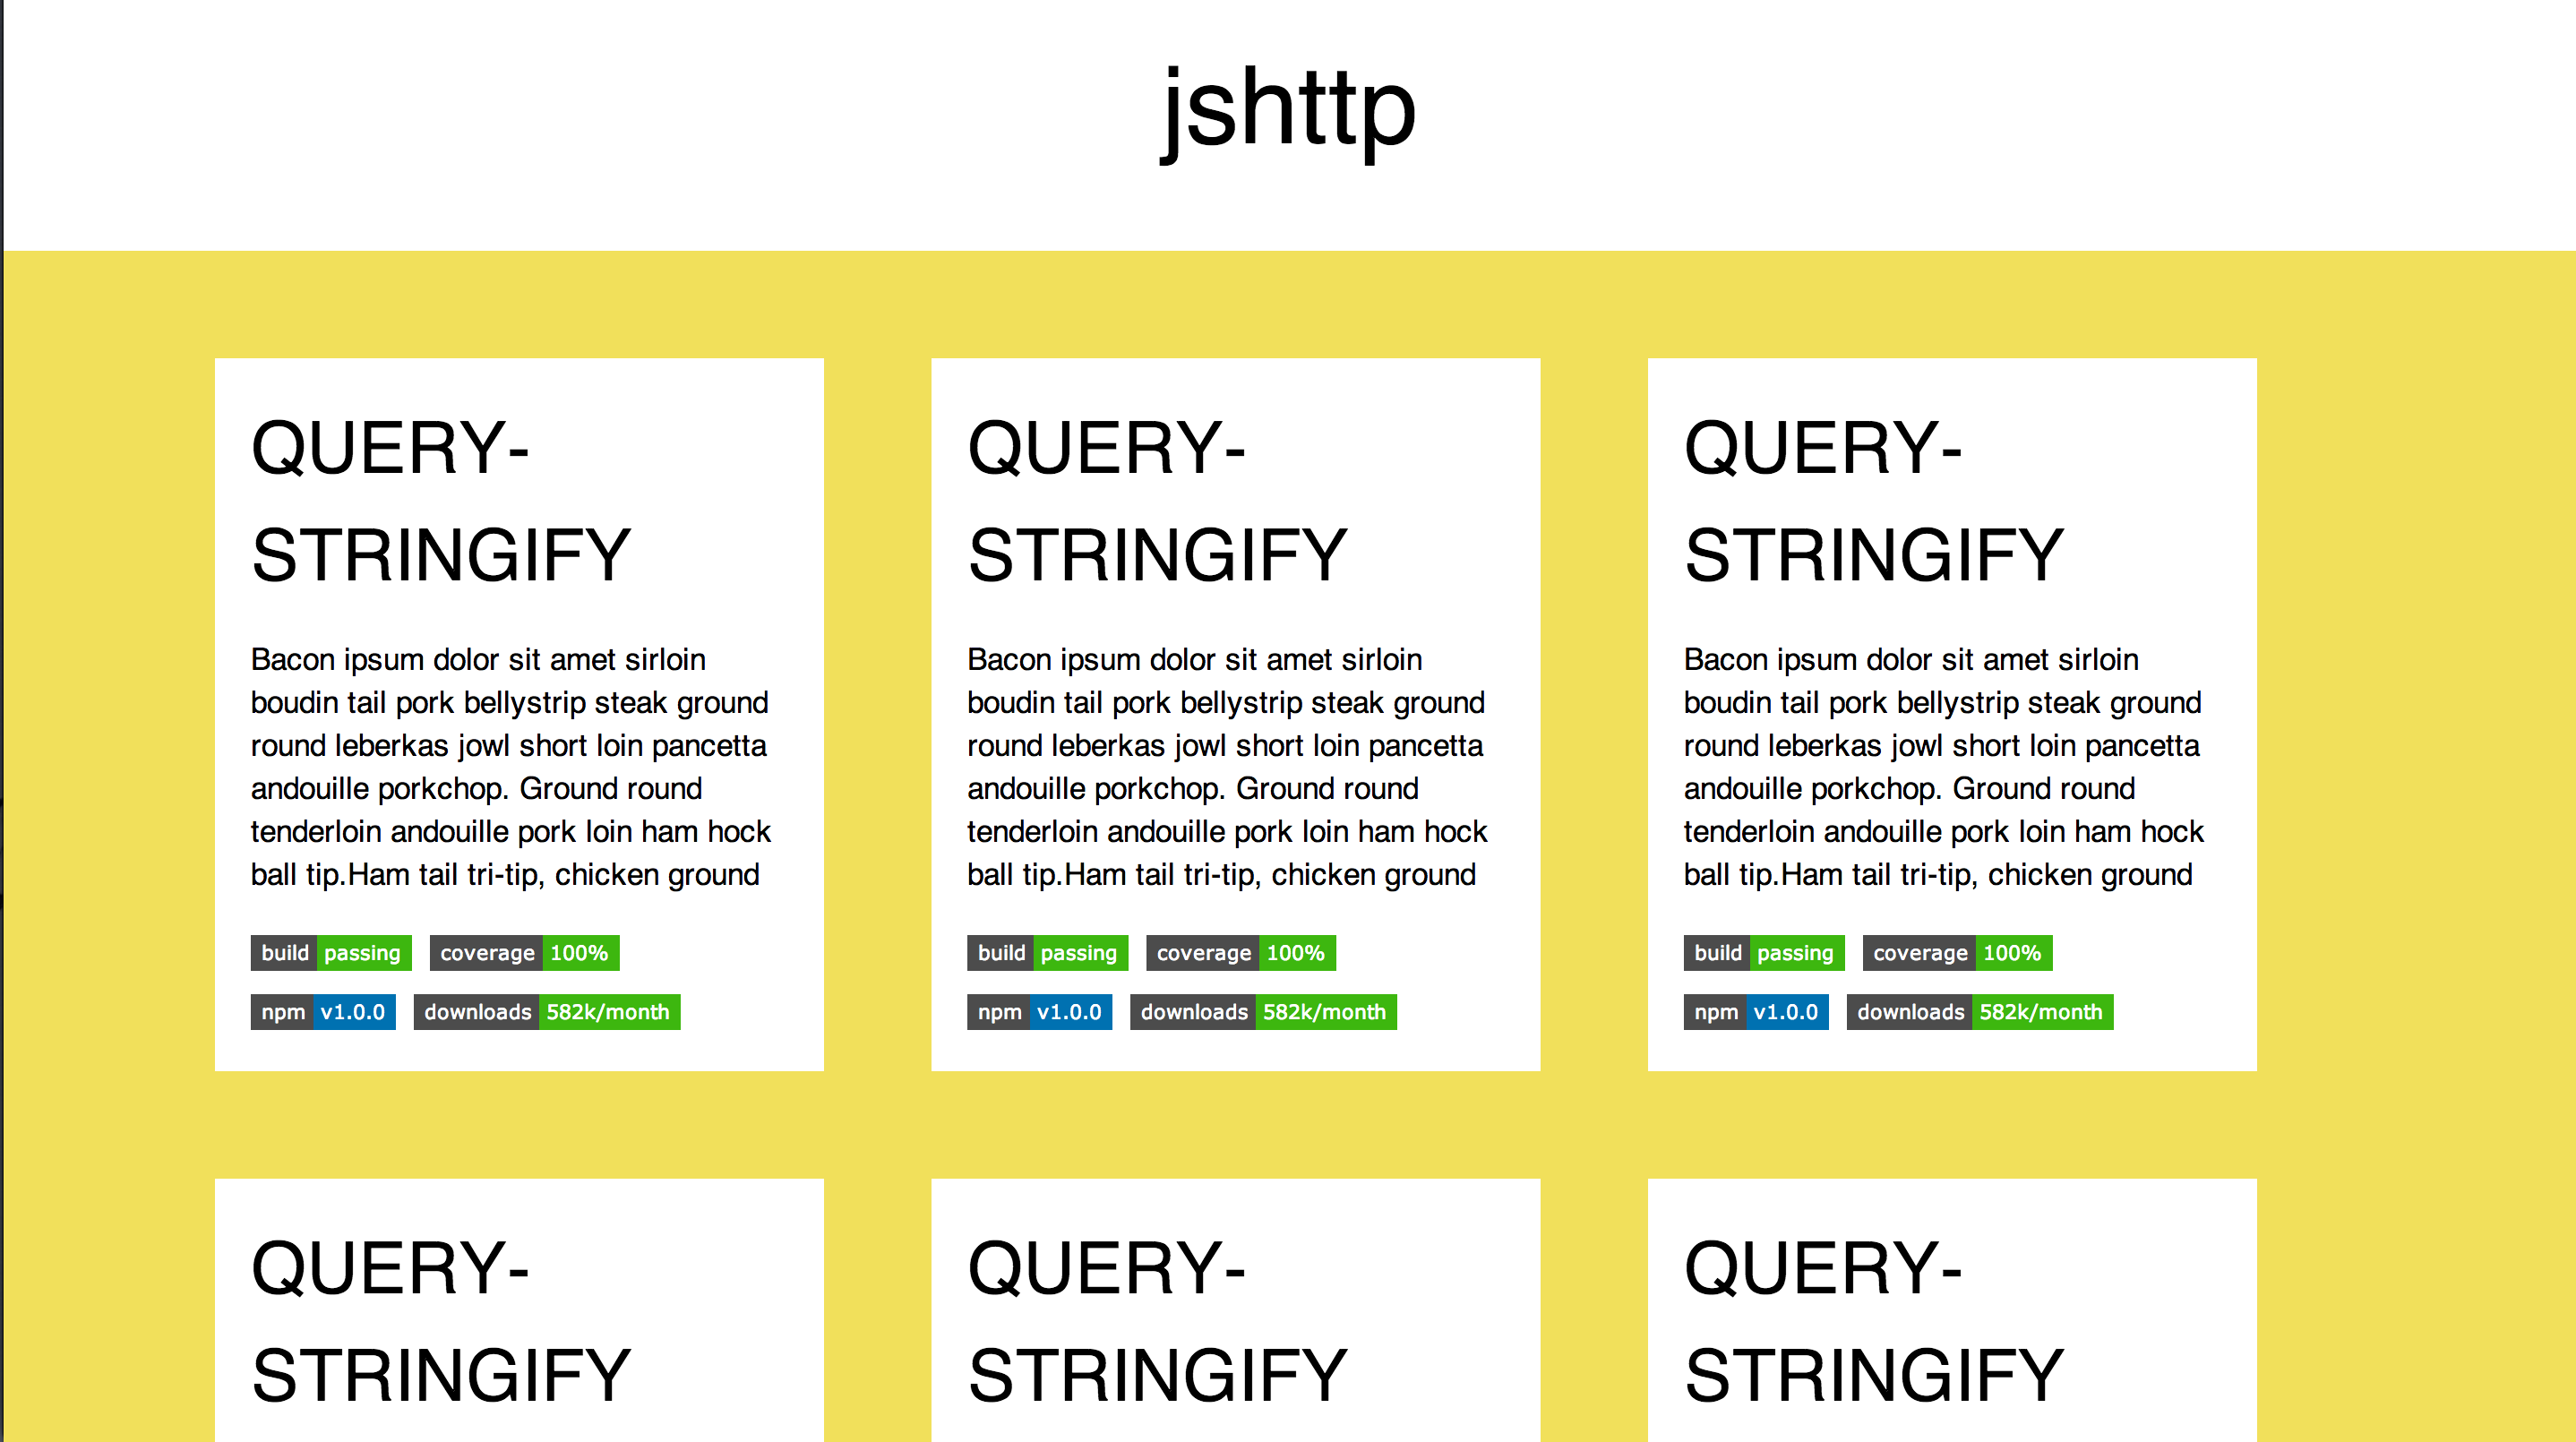 jshttp
QUERY-
STRINGIFY
Bacon ipsum dolor sit amet sirloin
boudin tail pork bellystrip steak ground
round leberkas jowl short loin pancetta
andouille porkchop. Ground round
tenderloin andouille pork loin ham hock
ball tip.Ham tail tri-tip, chicken ground
build passing coverage 100%
npm v1.0.0 downloads 582k/month
QUERY-
STRINGIFY
Bacon ipsum dolor sit amet sirloin
boudin tail pork bellystrip steak ground
round leberkas jowl short loin pancetta
andouille porkchop. Ground round
tenderloin andouille pork loin ham hock
ball tip.Ham tail tri-tip, chicken ground
build passing coverage 100%
npm v1.0.0 downloads 582k/month
QUERY-
STRINGIFY
Bacon ipsum dolor sit amet sirloin
boudin tail pork bellystrip steak ground
round leberkas jowl short loin pancetta
andouille porkchop. Ground round
tenderloin andouille pork loin ham hock
ball tip.Ham tail tri-tip, chicken ground
build passing coverage 100%
npm v1.0.0 downloads 582k/month
QUERY-
STRINGIFY
QUERY-
STRINGIFY
QUERY-
STRINGIFY